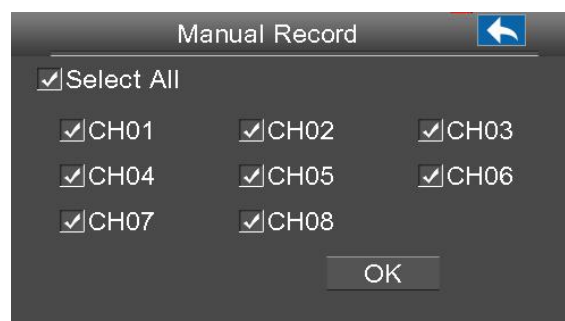 Manual Record
Select All
CH01 CH02 CH03
CH04 CH05 CH06
CH07 CH08
OK